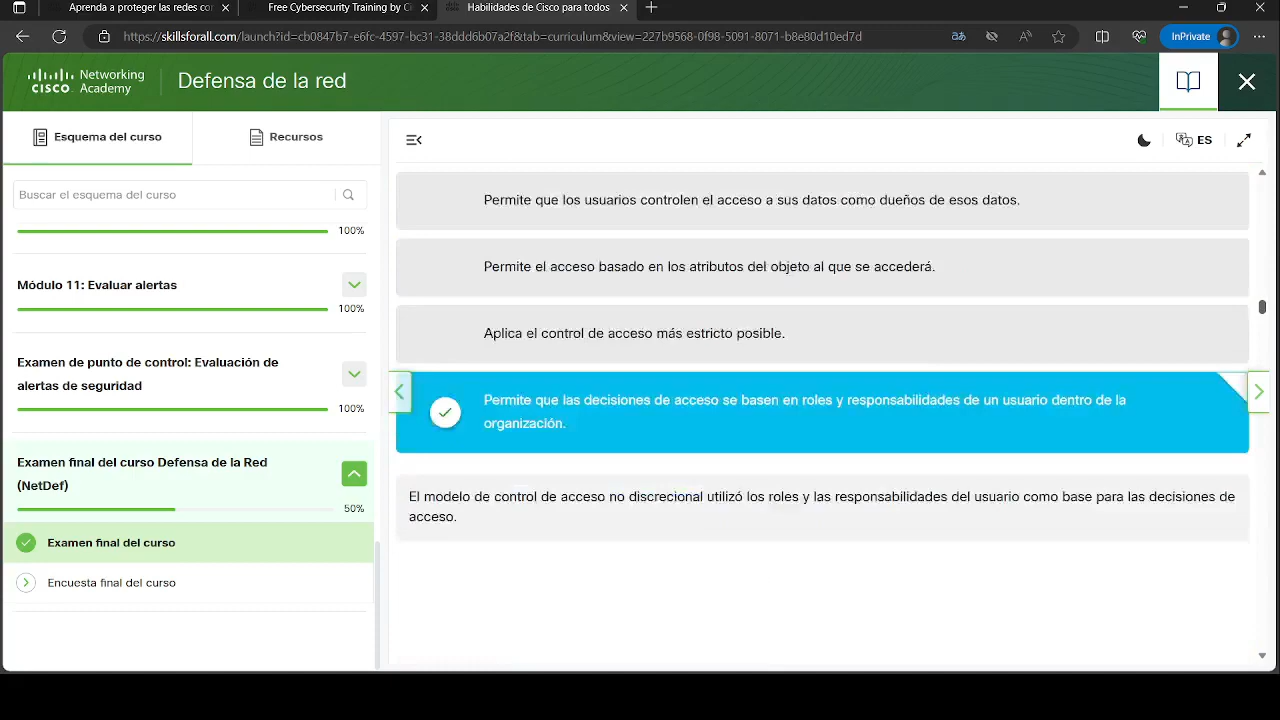 Aprenda a proteger las redes cor
Free Cybersecurity Training by Ci
Habilidades de Cisco para todos
https://skillsforall.com/launch?id=cb0847b7-e6fc-4597-bc31-38ddd6b07a2f&tab=curriculum&view=227b9568-0f98-5091-8071-b8e80d10ed7d
InPrivate
CISCO
Networking
Academy
Defensa de la red
Esquema del curso
Recursos
ES
Buscar el esquema del curso
100%
Módulo 11: Evaluar alertas
100%
Examen de punto de control: Evaluación de
alertas de seguridad
100%
Examen final del curso Defensa de la Red
(NetDef)
50%
Examen final del curso
Encuesta final del curso
Permite que los usuarios controlen el acceso a sus datos como dueños de esos datos.
Permite el acceso basado en los atributos del objeto al que se accederá.
Aplica el control de acceso más estricto posible.
Permite que las decisiones de acceso se basen en roles y responsabilidades de un usuario dentro de la
organización.
El modelo de control de acceso no discrecional utilizó los roles y las responsabilidades del usuario como base para las decisiones de
acceso.